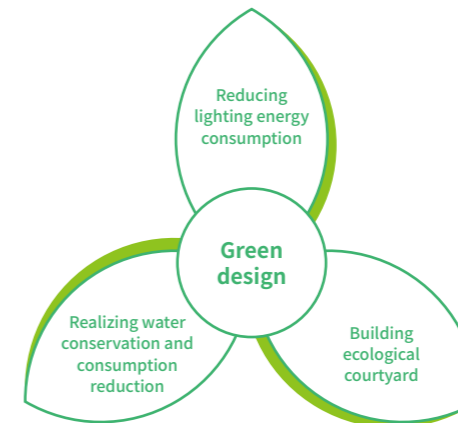 Reducing
lighting energy
consumption
Green
design
Realizing water
conservation and
consumption
reduction
Building
ecological
courtyard